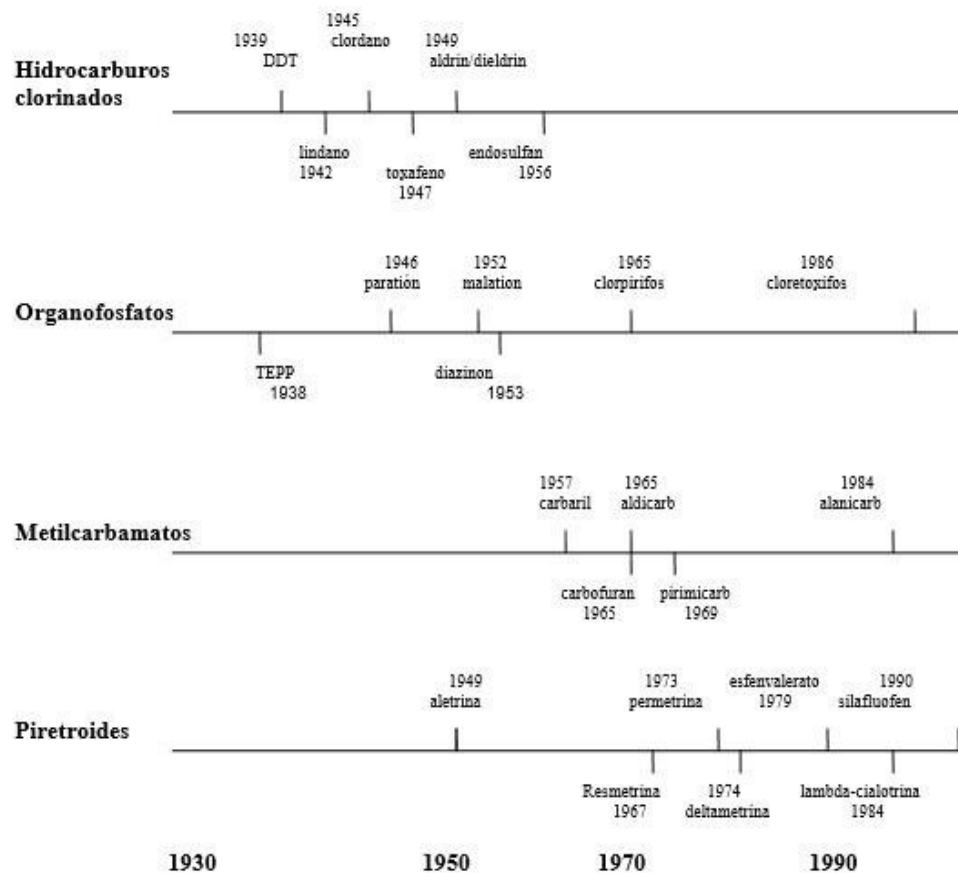 1945
1939 clordano 1949
DDT aldrin/dieldrin
Hidrocarburos
clorinados
lindano endosulfan
1942 toxafeno 1956
1947
1946 1952 1965 1986
paratión malation clorpirifos cloretoxifos
Organofosfatos
TEPP diazinon
1938 1953
1957 1965 1984
carbaril aldicarb alanicarb
Metilcarbamatos
carbofuran pirimicarb
1965 1969
1949 1973 esfenvalerato 1990
aletrina permetrina 1979 silafluofen
Piretroides
Resmetrina 1974 lambda-cialotrina
1967 deltametrina 1984
1930 1950 1970 1990